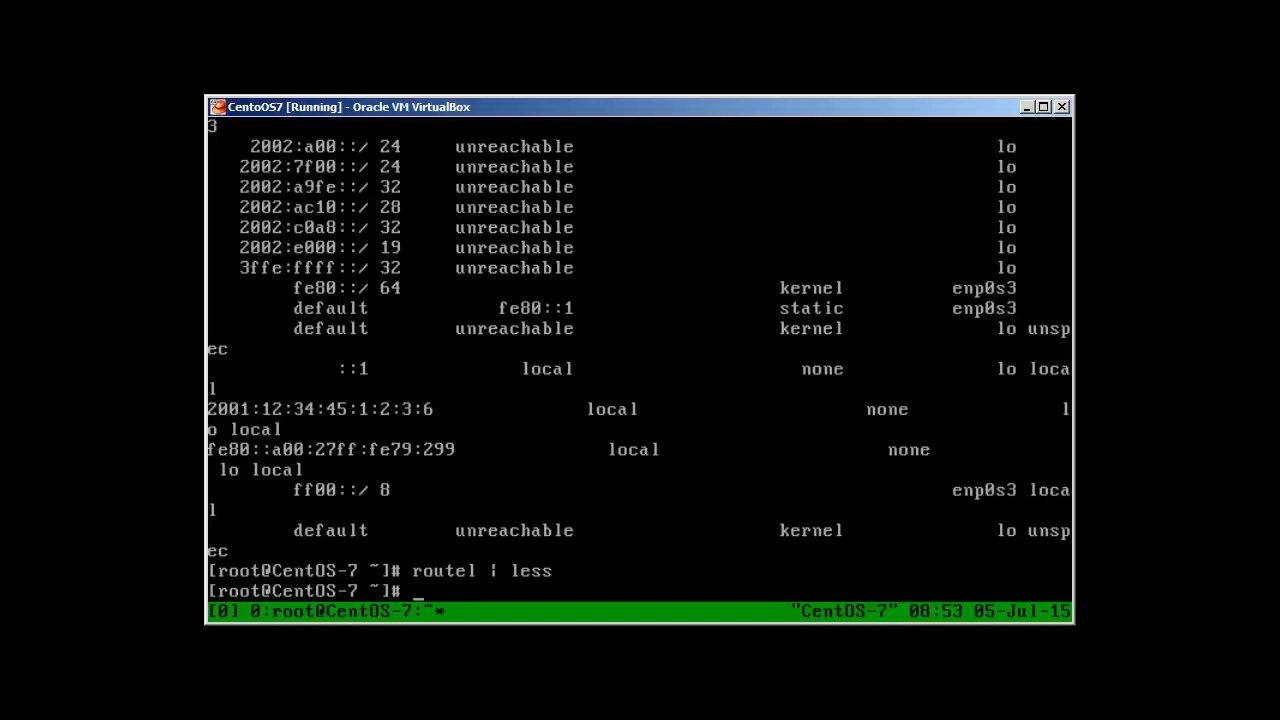 CentoOS7 [Running] - Oracle VM VirtualBox
3
2002:a00::/ 24 unreachable lo
2002:7f00::/ 24 unreachable lo
2002:a9fe::/ 32 unreachable lo
2002:ac10::/ 28 unreachable lo
2002:c0a8::/ 32 unreachable lo
2002:e000::/ 19 unreachable lo
3ffe:ffff::/ 32 unreachable lo
fe80::/ 64 kernel enp0s3
default fe80::1 static enp0s3
default unreachable kernel lo unsp
ec
::1 local none lo loca
l
2001:12:34:45:1:2:3:6 local none l
o local
fe80::a00:27ff:fe79:299 local none
lo local
ff00::/ 8 enp0s3 loca
l
default unreachable kernel lo unsp
ec
[root@CentOS-7 ~]# routel | less
[root@CentOS-7 ~]# _
[0] 0:root@CentOS-7:~* "CentOS-7" 08:53 05-Jul-15